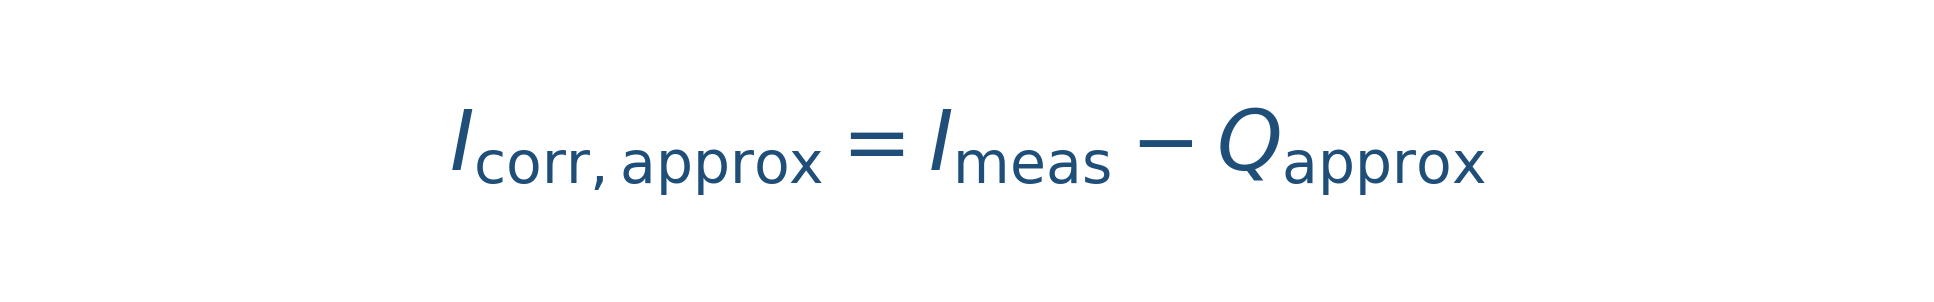 I_corr, approx = I_meas − Q_approx